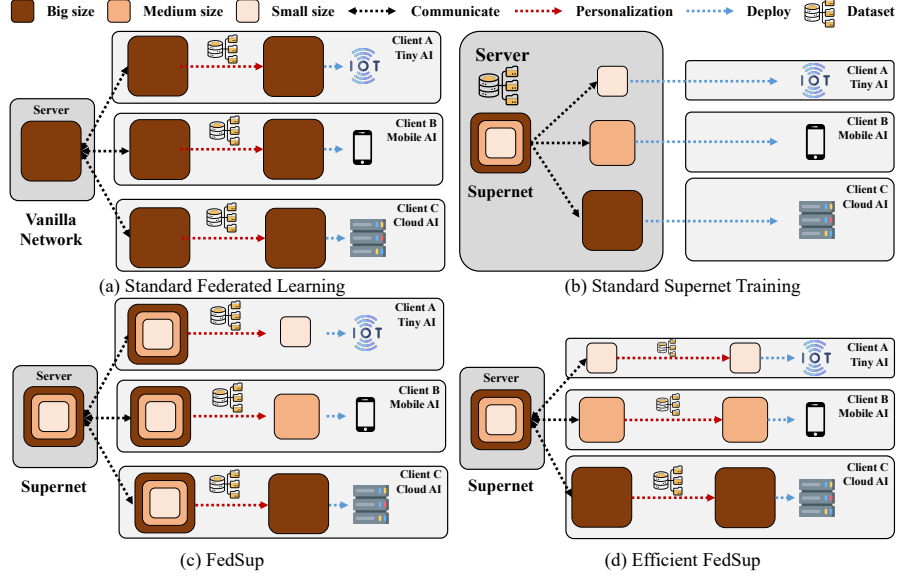 Big size Medium size Small size Communicate Personalization Deploy Dataset
Server
Vanilla
Network
Client A
Tiny AI
IOT
Client B
Mobile AI
Client C
Cloud AI
(a) Standard Federated Learning
Server
Supernet
Client A
Tiny AI
IOT
Client B
Mobile AI
Client C
Cloud AI
(b) Standard Supernet Training
Server
Supernet
Client A
Tiny AI
IOT
Client B
Mobile AI
Client C
Cloud AI
(c) FedSup
Server
Supernet
Client A
Tiny AI
IOT
Client B
Mobile AI
Client C
Cloud AI
(d) Efficient FedSup